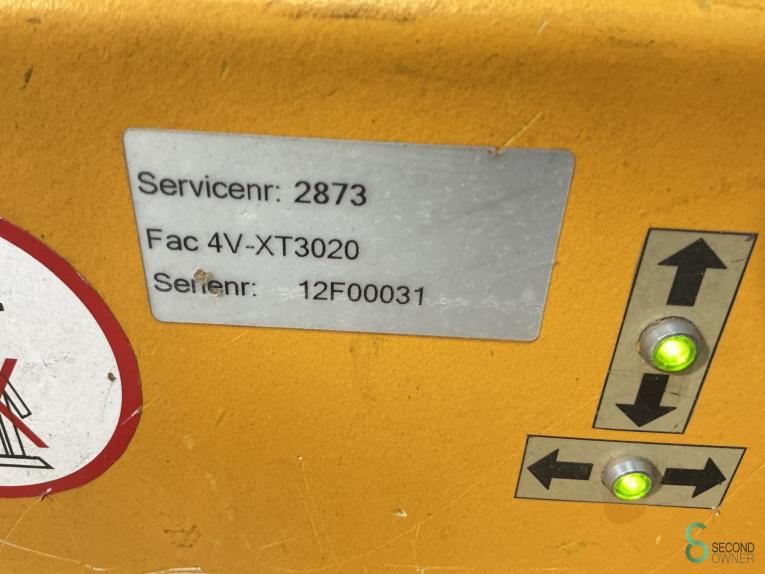 Servicenr: 2873
Fac 4V-XT3020
Serienr: 12F00031
SECOND
OWNER